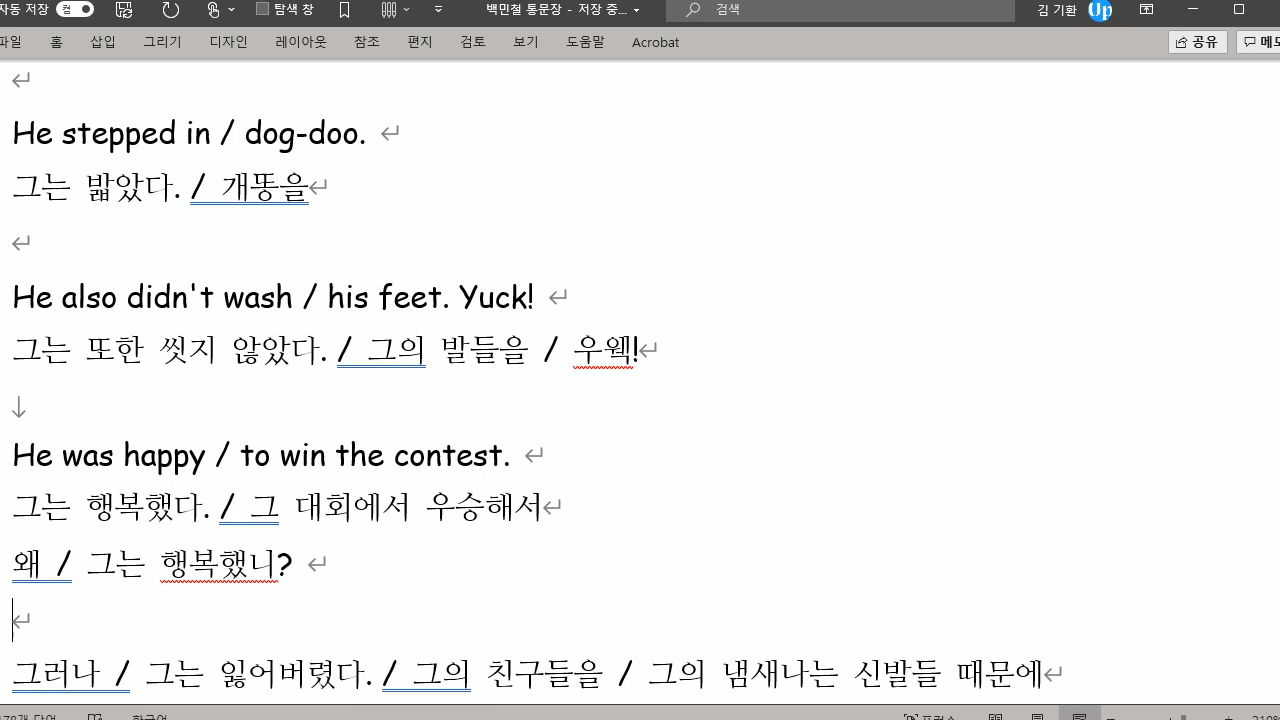 자동 저장 컴 탐색 창 백민철 통문장 - 저장 중... 검색 김 기환 Up
파일 홈 삽입 그리기 디자인 레이아웃 참조 편지 검토 보기 도움말 Acrobat 공유 메모
He stepped in / dog-doo.
그는 밟았다. / 개똥을
He also didn't wash / his feet. Yuck!
그는 또한 씻지 않았다. / 그의 발들을 / 우웩!
He was happy / to win the contest.
그는 행복했다. / 그 대회에서 우승해서
왜 / 그는 행복했니?
그러나 / 그는 잃어버렸다. / 그의 친구들을 / 그의 냄새나는 신발들 때문에
한국어